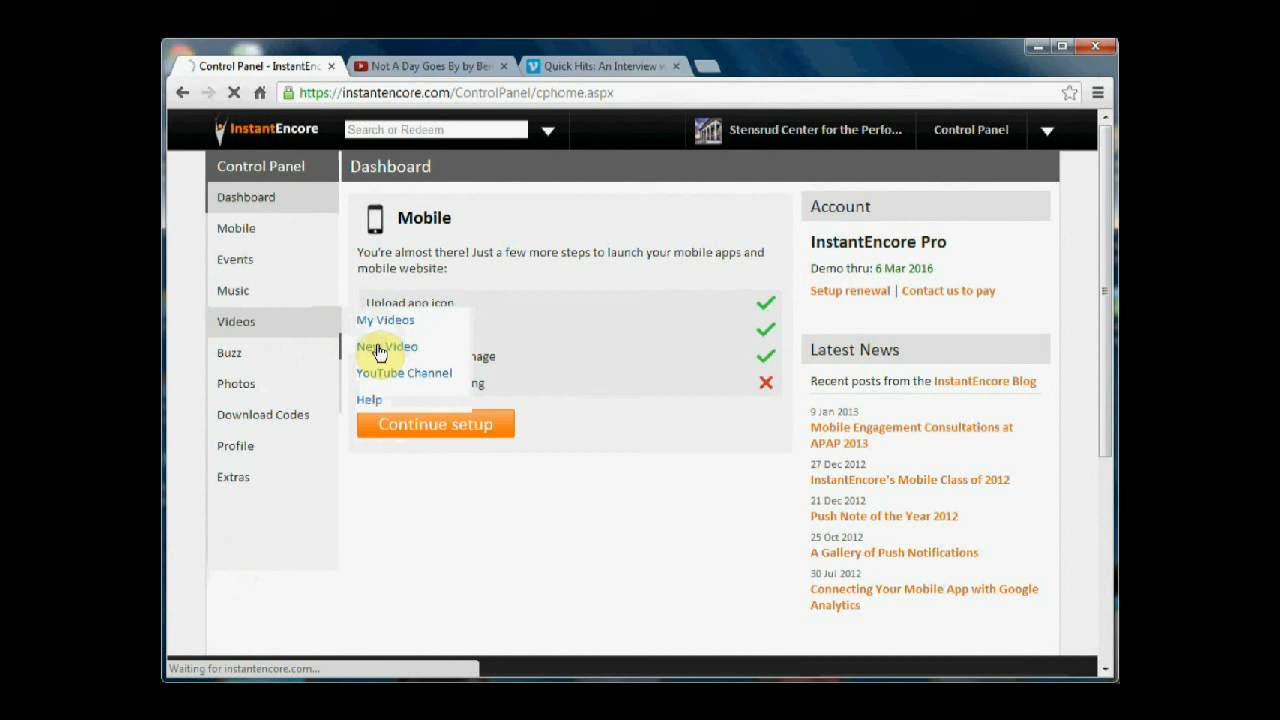 Control Panel - InstantEnc
Not A Day Goes By by Ber
Quick Hits: An Interview w
https://instantencore.com/ControlPanel/cphome.aspx
InstantEncore
Search or Redeem
Stensrud Center for the Perfo...
Control Panel
Control Panel
Dashboard
Mobile
Events
Music
Videos
Buzz
Photos
Download Codes
Profile
Extras
Dashboard
Mobile
You're almost there! Just a few more steps to launch your mobile apps and
mobile website:
Upload app icon
My Videos
New Video
YouTube Channel
Help
Continue setup
Account
InstantEncore Pro
Demo thru: 6 Mar 2016
Setup renewal | Contact us to pay
Latest News
Recent posts from the InstantEncore Blog
9 Jan 2013
Mobile Engagement Consultations at
APAP 2013
27 Dec 2012
InstantEncore's Mobile Class of 2012
21 Dec 2012
Push Note of the Year 2012
25 Oct 2012
A Gallery of Push Notifications
30 Jul 2012
Connecting Your Mobile App with Google
Analytics
Waiting for instantencore.com...